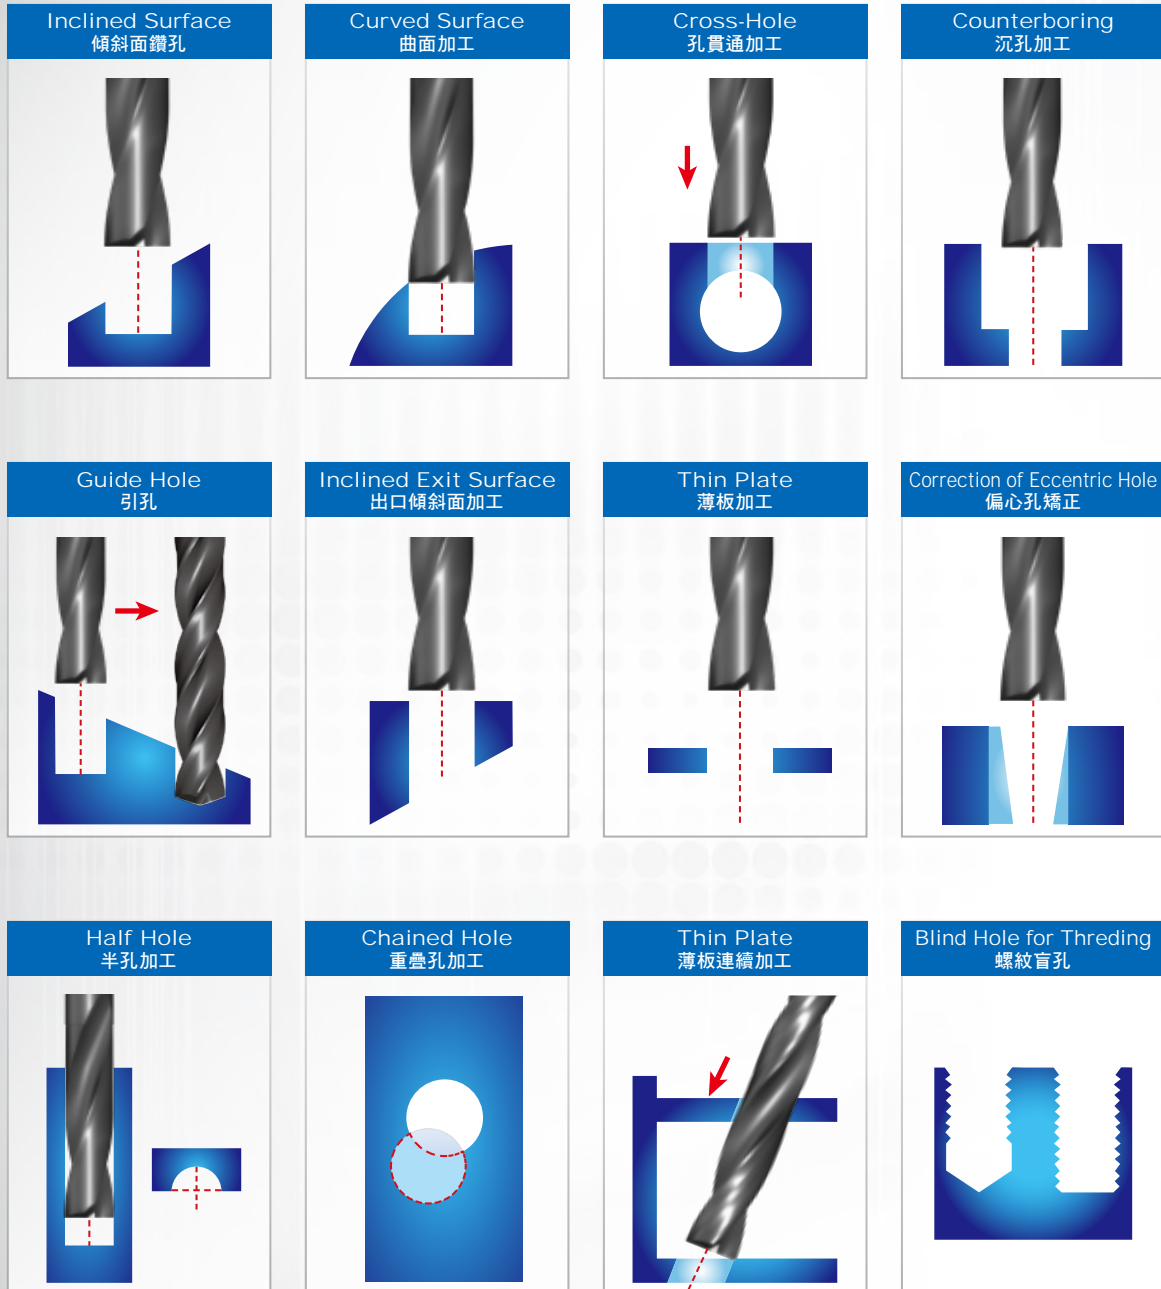 Inclined Surface
傾斜面鑽孔
Curved Surface
曲面加工
Cross-Hole
孔貫通加工
Counterboring
沉孔加工
Guide Hole
引孔
Inclined Exit Surface
出口傾斜面加工
Thin Plate
薄板加工
Correction of Eccentric Hole
偏心孔矯正
Half Hole
半孔加工
Chained Hole
重疊孔加工
Thin Plate
薄板連續加工
Blind Hole for Threding
螺紋盲孔